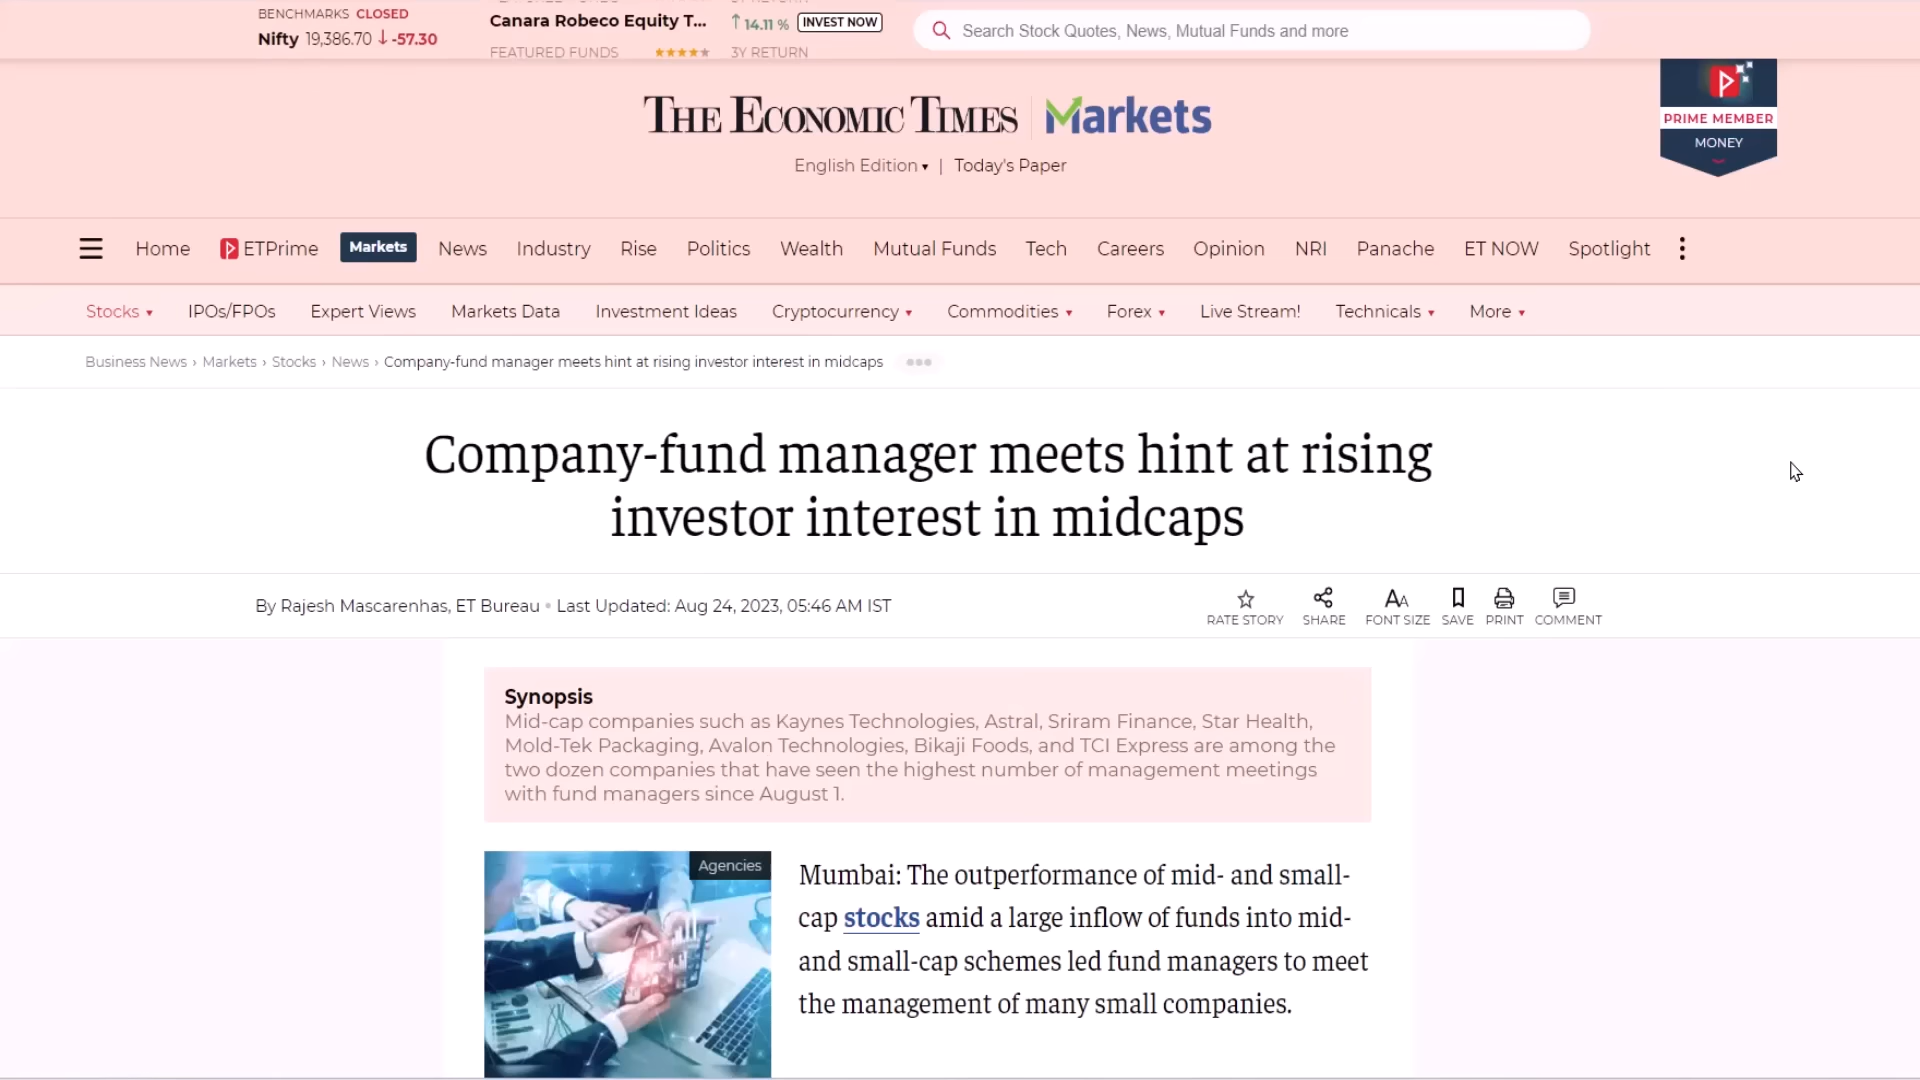 BENCHMARKS CLOSED
Nifty 19,386.70 -57.30
Canara Robeco Equity T... 14.11 % INVEST NOW
FEATURED FUNDS 3Y RETURN
Search Stock Quotes, News, Mutual Funds and more
THE ECONOMIC TIMES Markets
English Edition | Today's Paper
PRIME MEMBER
MONEY
Home ETPrime Markets News Industry Rise Politics Wealth Mutual Funds Tech Careers Opinion NRI Panache ET NOW Spotlight
Stocks IPOs/FPOs Expert Views Markets Data Investment Ideas Cryptocurrency Commodities Forex Live Stream! Technicals More
Business News › Markets › Stocks › News › Company-fund manager meets hint at rising investor interest in midcaps
Company-fund manager meets hint at rising
investor interest in midcaps
By Rajesh Mascarenhas, ET Bureau • Last Updated: Aug 24, 2023, 05:46 AM IST
RATE STORY SHARE FONT SIZE SAVE PRINT COMMENT
Synopsis
Mid-cap companies such as Kaynes Technologies, Astral, Sriram Finance, Star Health,
Mold-Tek Packaging, Avalon Technologies, Bikaji Foods, and TCI Express are among the
two dozen companies that have seen the highest number of management meetings
with fund managers since August 1.
Agencies
Mumbai: The outperformance of mid- and small-
cap stocks amid a large inflow of funds into mid-
and small-cap schemes led fund managers to meet
the management of many small companies.